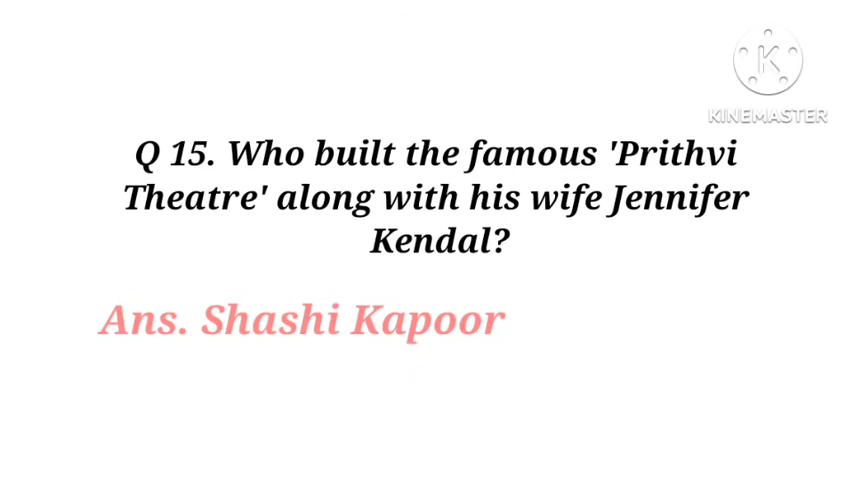 KINEMASTER
Q 15. Who built the famous 'Prithvi
Theatre' along with his wife Jennifer
Kendal?
Ans. Shashi Kapoor